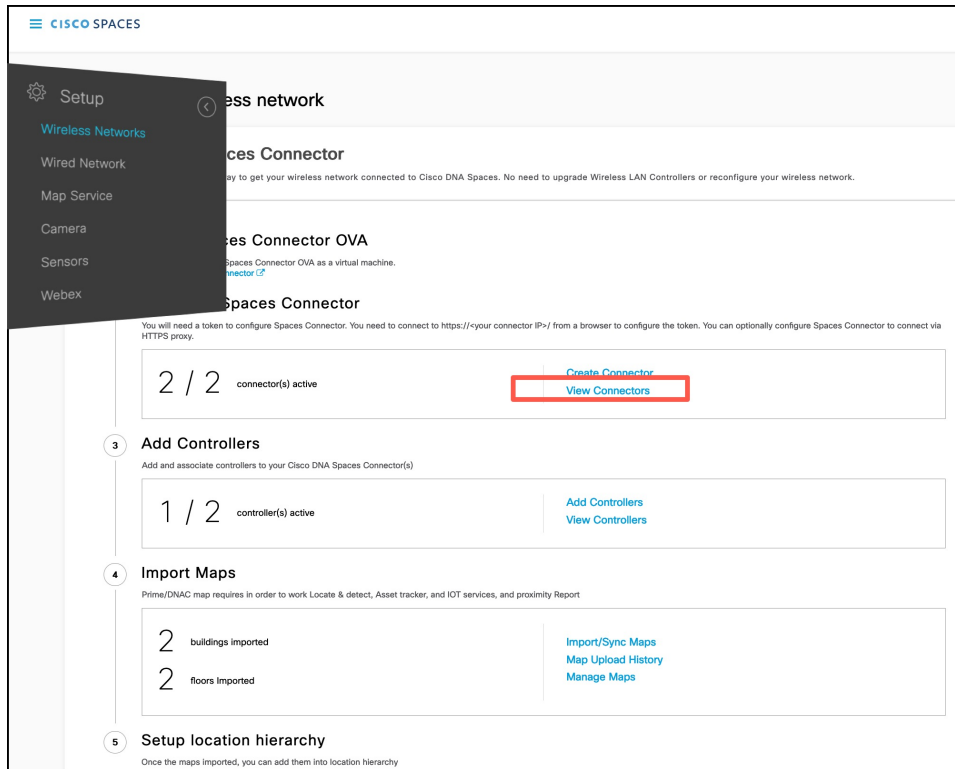 CISCO SPACES
Setup
Wireless Networks
Wired Network
Map Service
Camera
Sensors
Webex
ess network
ces Connector
ay to get your wireless network connected to Cisco DNA Spaces. No need to upgrade Wireless LAN Controllers or reconfigure your wireless network.
es Connector OVA
Spaces Connector OVA as a virtual machine.
nnector
Spaces Connector
You will need a token to configure Spaces Connector. You need to connect to https://<your connector IP>/ from a browser to configure the token. You can optionally configure Spaces Connector to connect via
HTTPS proxy.
2 / 2 connector(s) active
Create Connector
View Connectors
3 Add Controllers
Add and associate controllers to your Cisco DNA Spaces Connector(s)
1 / 2 controller(s) active
Add Controllers
View Controllers
4 Import Maps
Prime/DNAC map requires in order to work Locate & detect, Asset tracker, and IOT services, and proximity Report
2 buildings imported
2 floors Imported
Import/Sync Maps
Map Upload History
Manage Maps
5 Setup location hierarchy
Once the maps imported, you can add them into location hierarchy